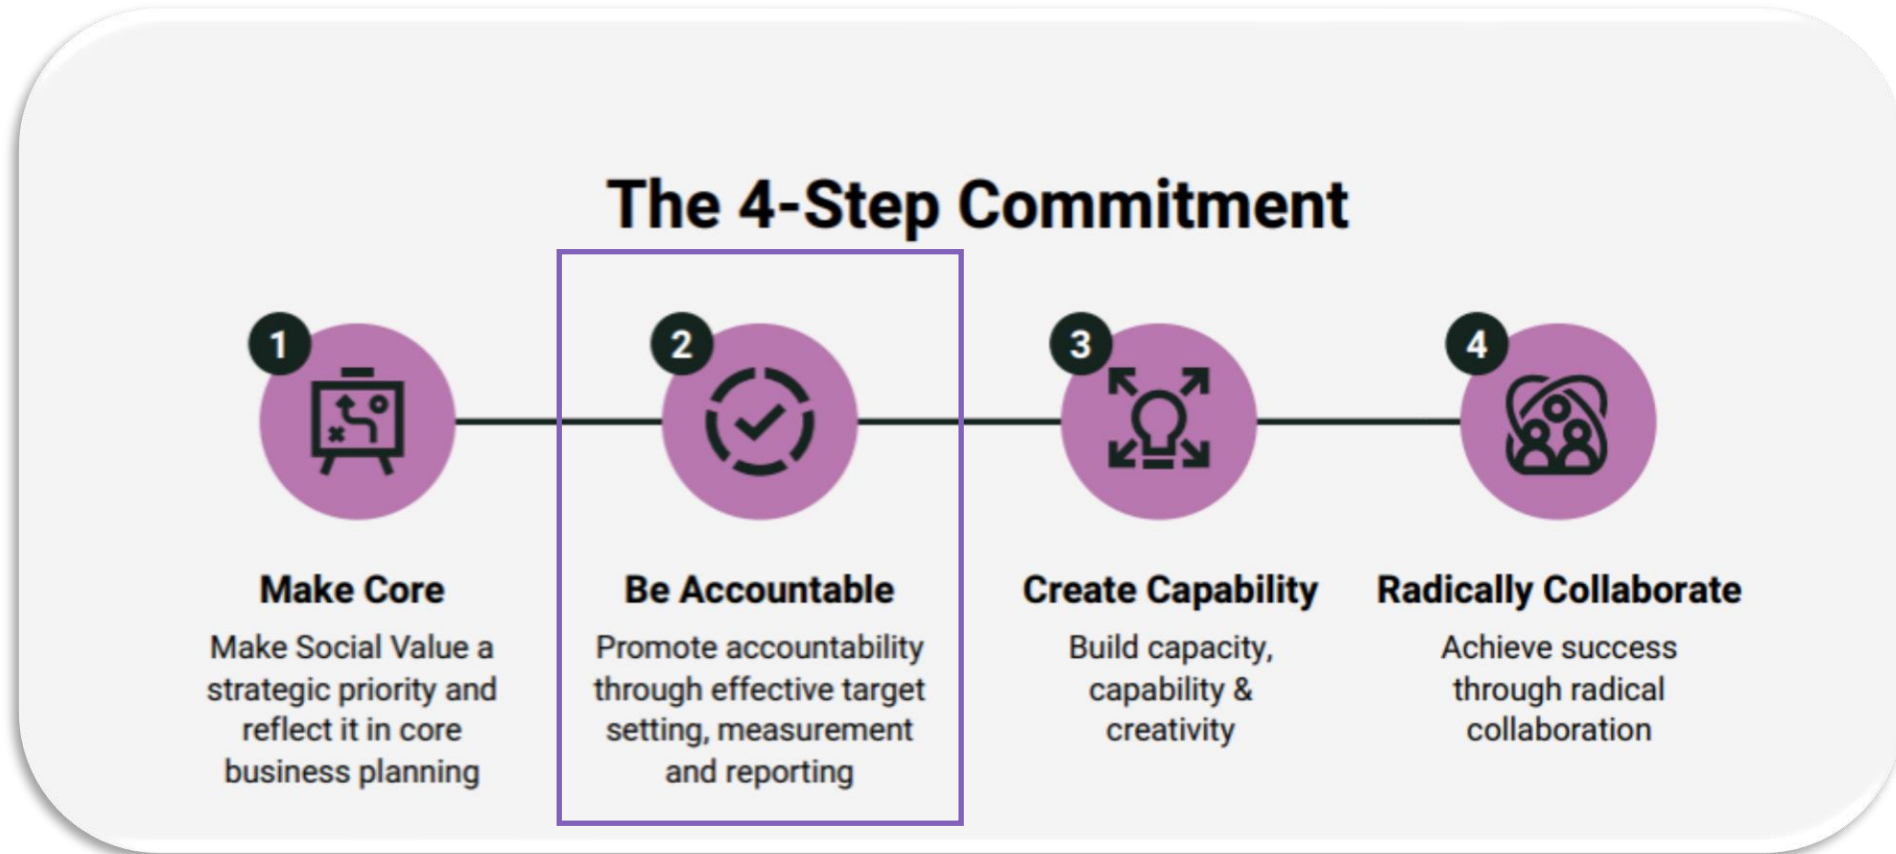 The 4-Step Commitment
1
2
3
4
Make Core
Make Social Value a
strategic priority and
reflect it in core
business planning
Be Accountable
Promote accountability
through effective target
setting, measurement
and reporting
Create Capability
Build capacity,
capability &
creativity
Radically Collaborate
Achieve success
through radical
collaboration